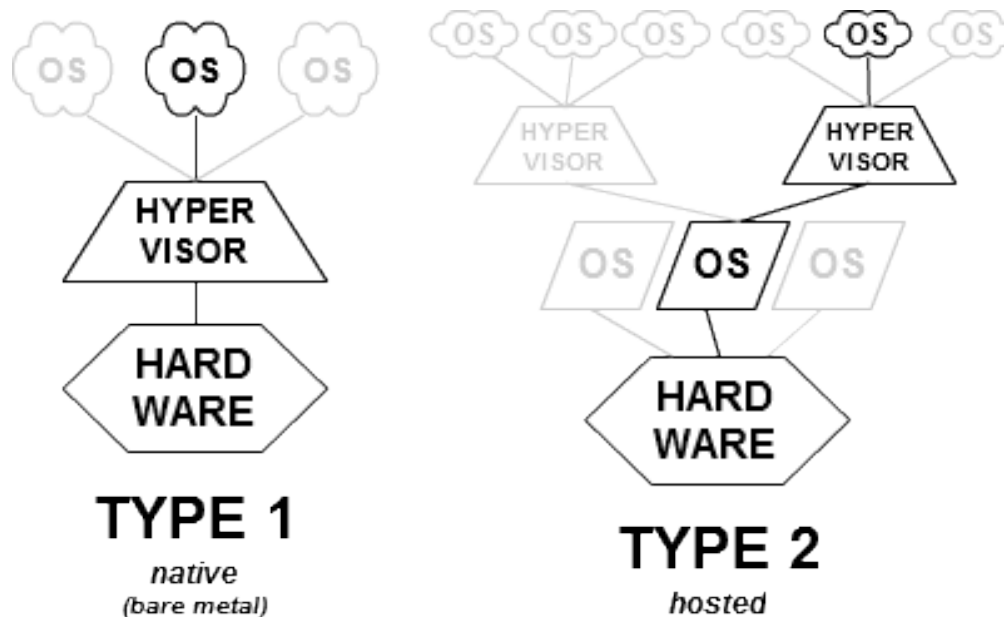 OS OS OS
HYPER
VISOR
HARD
WARE
TYPE 1
native
(bare metal)
OS OS OS OS OS OS
HYPER
VISOR
HYPER
VISOR
OS OS OS
HARD
WARE
TYPE 2
hosted